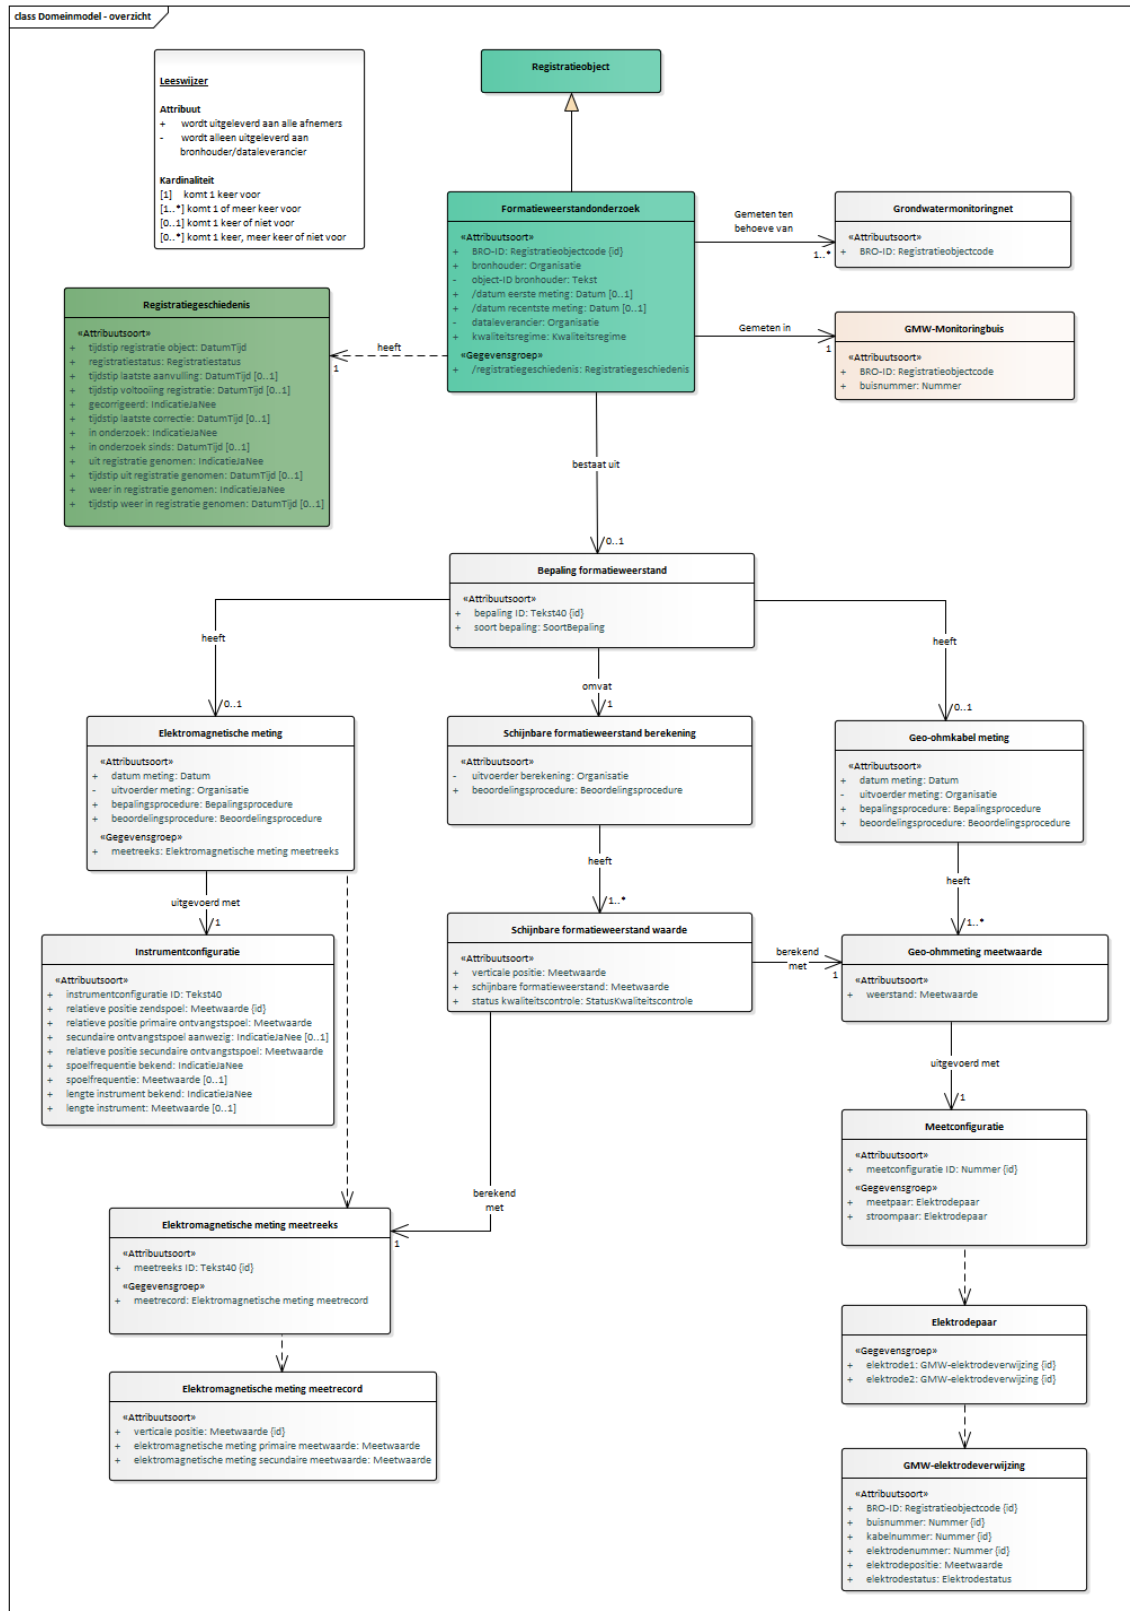 class Domeinmodel - overzicht
Leeswijzer
Attribuut
+ wordt uitgeleverd aan alle afnemers
- wordt alleen uitgeleverd aan
bronhouder/dataleverancier
Kardinaliteit
[1] komt 1 keer voor
[1..*] komt 1 of meer keer voor
[0..1] komt 1 keer of niet voor
[0..*] komt 1 keer, meer keer of niet voor
Registratieobject
Formatieweerstandonderzoek
«Attribuutsoort»
+ BRO-ID: Registratieobjectcode {id}
+ bronhouder: Organisatie
- object-ID bronhouder: Tekst
+ /datum eerste meting: Datum [0..1]
+ /datum recentste meting: Datum [0..1]
- dataleverancier: Organisatie
+ kwaliteitsregime: Kwaliteitsregime
«Gegevensgroep»
+ /registratiegeschiedenis: Registratiegeschiedenis
Gemeten ten
behoeve van
1..*
Grondwatermonitoringnet
«Attribuutsoort»
+ BRO-ID: Registratieobjectcode
Gemeten in
1
GMW-Monitoringbuis
«Attribuutsoort»
+ BRO-ID: Registratieobjectcode
+ buisnummer: Nummer
heeft
1
Registratiegeschiedenis
«Attribuutsoort»
+ tijdstip registratie object: DatumTijd
+ registratiestatus: Registratiestatus
+ tijdstip laatste aanvulling: DatumTijd [0..1]
+ tijdstip voltooiing registratie: DatumTijd [0..1]
+ gecorrigeerd: IndicatieJaNee
+ tijdstip laatste correctie: DatumTijd [0..1]
+ in onderzoek: IndicatieJaNee
+ in onderzoek sinds: DatumTijd [0..1]
+ uit registratie genomen: IndicatieJaNee
+ tijdstip uit registratie genomen: DatumTijd [0..1]
+ weer in registratie genomen: IndicatieJaNee
+ tijdstip weer in registratie genomen: DatumTijd [0..1]
bestaat uit
0..1
Bepaling formatieweerstand
«Attribuutsoort»
+ bepaling ID: Tekst40 {id}
+ soort bepaling: SoortBepaling
heeft
0..1
omvat
1
heeft
0..1
Elektromagnetische meting
«Attribuutsoort»
+ datum meting: Datum
- uitvoerder meting: Organisatie
+ bepalingsprocedure: Bepalingsprocedure
+ beoordelingsprocedure: Beoordelingsprocedure
«Gegevensgroep»
+ meetreeks: Elektromagnetische meting meetreeks
Schijnbare formatieweerstand berekening
«Attribuutsoort»
- uitvoerder berekening: Organisatie
+ beoordelingsprocedure: Beoordelingsprocedure
Geo-ohmkabel meting
«Attribuutsoort»
+ datum meting: Datum
- uitvoerder meting: Organisatie
+ bepalingsprocedure: Bepalingsprocedure
+ beoordelingsprocedure: Beoordelingsprocedure
uitgevoerd met
1
heeft
1..*
heeft
1..*
Instrumentconfiguratie
«Attribuutsoort»
+ instrumentconfiguratie ID: Tekst40
+ relatieve positie zendspoel: Meetwaarde {id}
+ relatieve positie primaire ontvangstspoel: Meetwaarde
+ secundaire ontvangstspoel aanwezig: IndicatieJaNee [0..1]
+ relatieve positie secundaire ontvangstspoel: Meetwaarde
+ spoelfrequentie bekend: IndicatieJaNee
+ spoelfrequentie: Meetwaarde [0..1]
+ lengte instrument bekend: IndicatieJaNee
+ lengte instrument: Meetwaarde [0..1]
Schijnbare formatieweerstand waarde
«Attribuutsoort»
+ verticale positie: Meetwaarde
+ schijnbare formatieweerstand: Meetwaarde
+ status kwaliteitscontrole: StatusKwaliteitscontrole
berekend
met
1
Geo-ohmmeting meetwaarde
«Attribuutsoort»
+ weerstand: Meetwaarde
uitgevoerd met
1
Meetconfiguratie
«Attribuutsoort»
+ meetconfiguratie ID: Nummer {id}
«Gegevensgroep»
+ meetpaar: Elektrodepaar
+ stroompaar: Elektrodepaar
berekend
met
1
Elektromagnetische meting meetreeks
«Attribuutsoort»
+ meetreeks ID: Tekst40 {id}
«Gegevensgroep»
+ meetrecord: Elektromagnetische meting meetrecord
Elektrodepaar
«Gegevensgroep»
+ elektrode1: GMW-elektrodeverwijzing {id}
+ elektrode2: GMW-elektrodeverwijzing {id}
Elektromagnetische meting meetrecord
«Attribuutsoort»
+ verticale positie: Meetwaarde {id}
+ elektromagnetische meting primaire meetwaarde: Meetwaarde
+ elektromagnetische meting secundaire meetwaarde: Meetwaarde
GMW-elektrodeverwijzing
«Attribuutsoort»
+ BRO-ID: Registratieobjectcode {id}
+ buisnummer: Nummer {id}
+ kabelnummer: Nummer {id}
+ elektrodenummer: Nummer {id}
+ elektrodepositie: Meetwaarde
+ elektrodestatus: Elektrodestatus